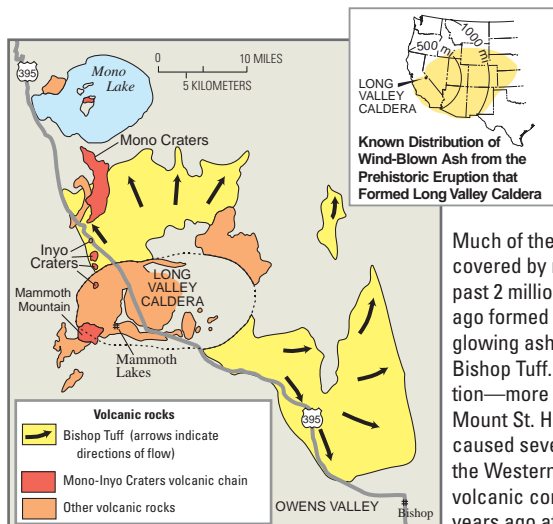 395
Mono
Lake
0 10 MILES
0 5 KILOMETERS
Mono Craters
Inyo
Craters
Mammoth
Mountain
LONG
VALLEY
CALDERA
Mammoth
Lakes
395
OWENS VALLEY
Bishop
Volcanic rocks
Bishop Tuff (arrows indicate
directions of flow)
Mono-Inyo Craters volcanic chain
Other volcanic rocks
500 mi
1000 mi
LONG
VALLEY
CALDERA
Known Distribution of
Wind-Blown Ash from the
Prehistoric Eruption that
Formed Long Valley Caldera
Much of the
covered by
past 2 millio
ago formed
glowing ash
Bishop Tuff.
tion—more
Mount St. H
caused seve
the Western
volcanic co
years ago at